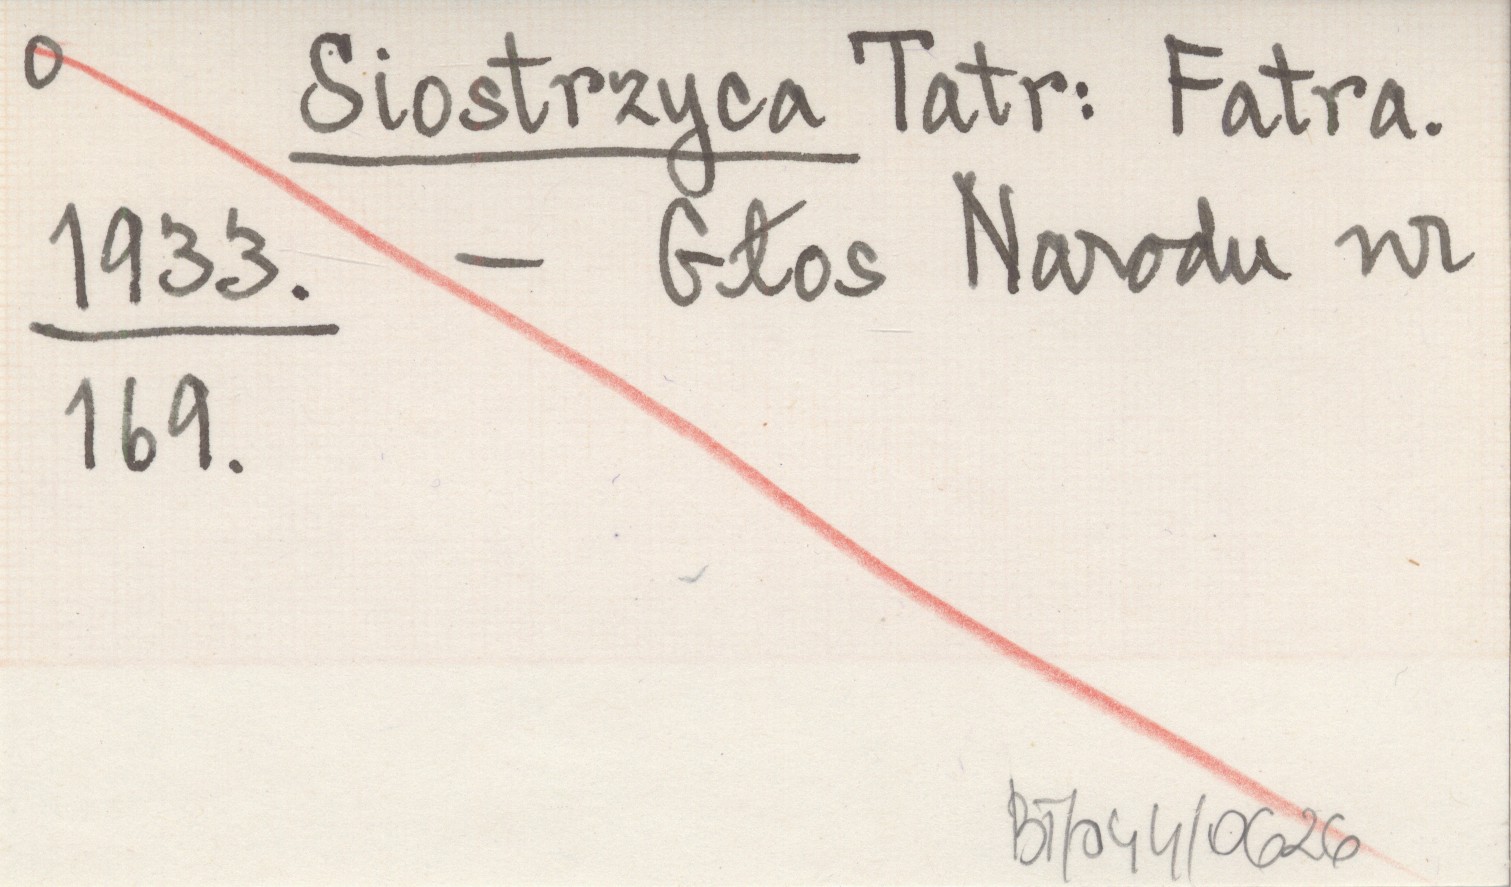 O
Siostrzyca Tatr: Fatra.
1933. — Głos Narodu nr
169.
BT/044/0626